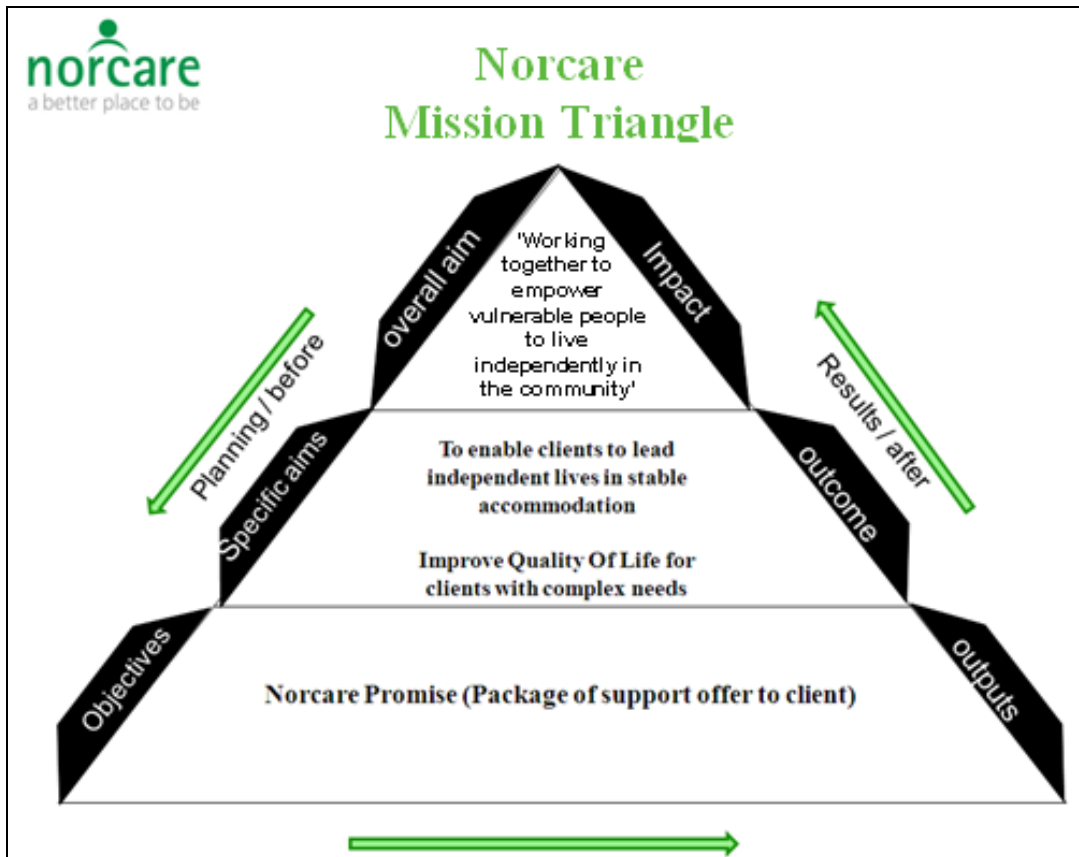 norcare
a better place to be
Norcare
Mission Triangle
overall aim
'Working
together to
empower
vulnerable people
to live
independently in
the community'
Impact
Planning / before
Results / after
Specific aims
To enable clients to lead
independent lives in stable
accommodation
Improve Quality Of Life for
clients with complex needs
outcome
Objectives
Norcare Promise (Package of support offer to client)
outputs